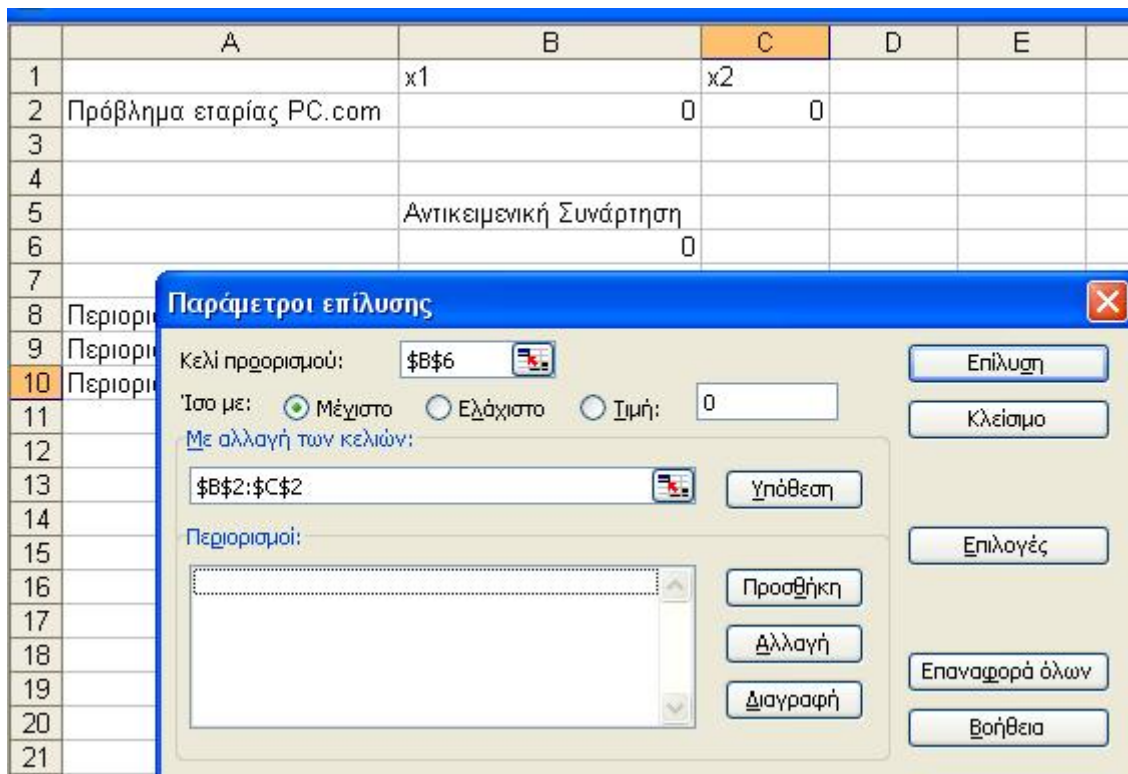 A B C D E
1 x1 x2
2 Πρόβλημα εταρίας PC.com 0 0
3
4
5 Αντικειμενική Συνάρτηση
6 0
7
Παράμετροι επίλυσης
8 Περιορι
9 Περιορι
10 Περιορι
11
12
13
14
15
16
17
18
19
20
21
Κελί προορισμού: $B$6 Επίλυση
Ίσο με: Μέγιστο Ελάχιστο Τιμή: 0 Κλείσιμο
Με αλλαγή των κελιών:
$B$2:$C$2 Υπόθεση
Περιορισμοί: Επιλογές
Προσθήκη
Αλλαγή
Επαναφορά όλων
Διαγραφή
Βοήθεια